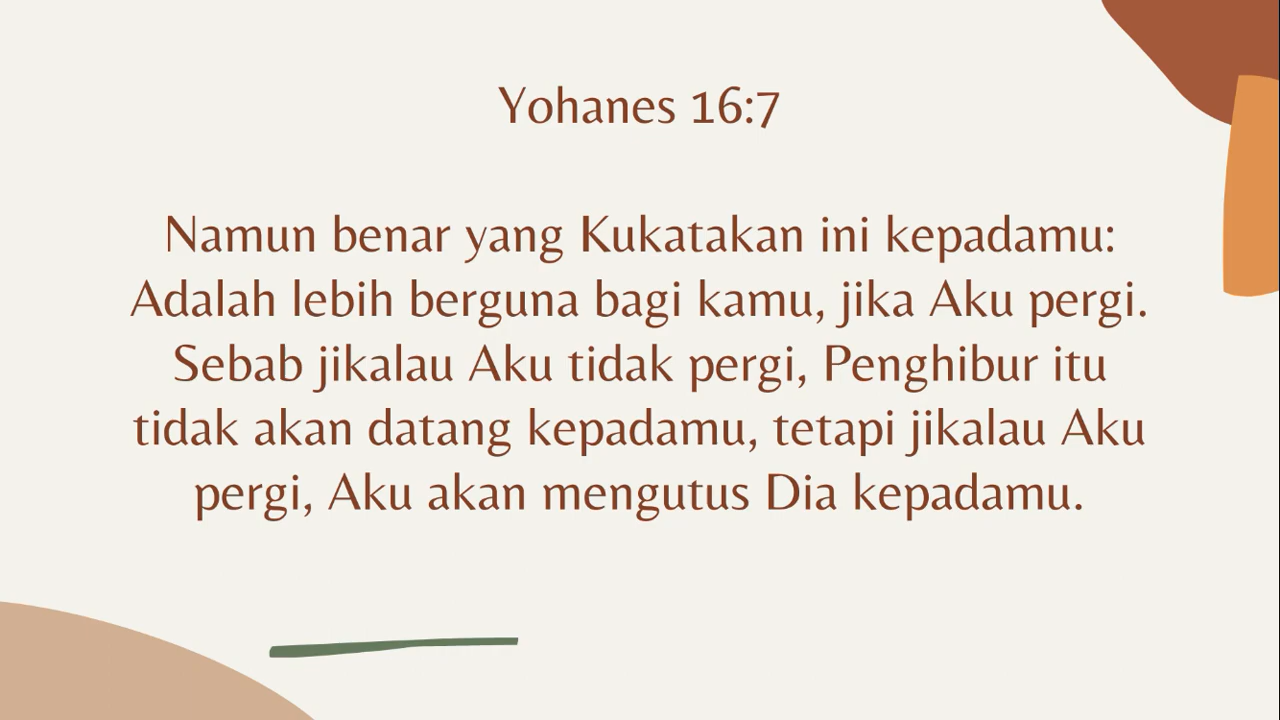 Yohanes 16:7
Namun benar yang Kukatakan ini kepadamu:
Adalah lebih berguna bagi kamu, jika Aku pergi.
Sebab jikalau Aku tidak pergi, Penghibur itu
tidak akan datang kepadamu, tetapi jikalau Aku
pergi, Aku akan mengutus Dia kepadamu.